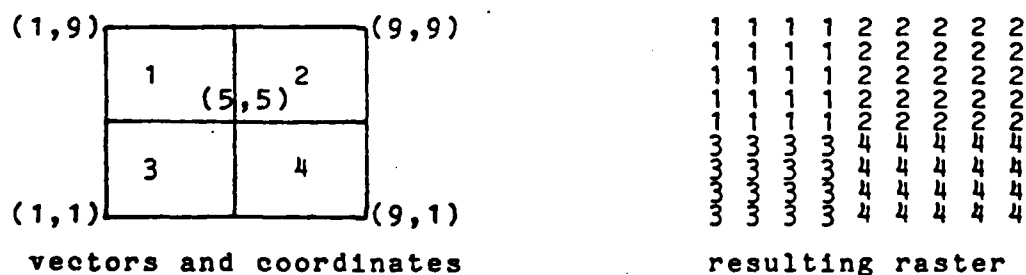 (1,9) (9,9)
1 2
(5,5)
3 4
(1,1) (9,1)
vectors and coordinates
1 1 1 1 2 2 2 2 2
1 1 1 1 2 2 2 2 2
1 1 1 1 2 2 2 2 2
1 1 1 1 2 2 2 2 2
1 1 1 1 2 2 2 2 2
3 3 3 3 4 4 4 4 4
3 3 3 3 4 4 4 4 4
3 3 3 3 4 4 4 4 4
3 3 3 3 4 4 4 4 4
resulting raster